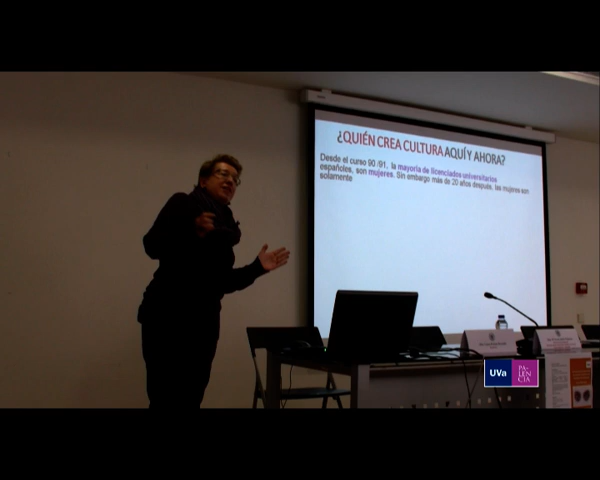 ¿QUIÉN CREA CULTURA AQUÍ Y AHORA?
Desde el curso 90 /91, la mayoría de licenciados universitarios
españoles, son mujeres. Sin embargo más de 20 años después, las mujeres son
solamente
UVa
PA
LEN
CIA